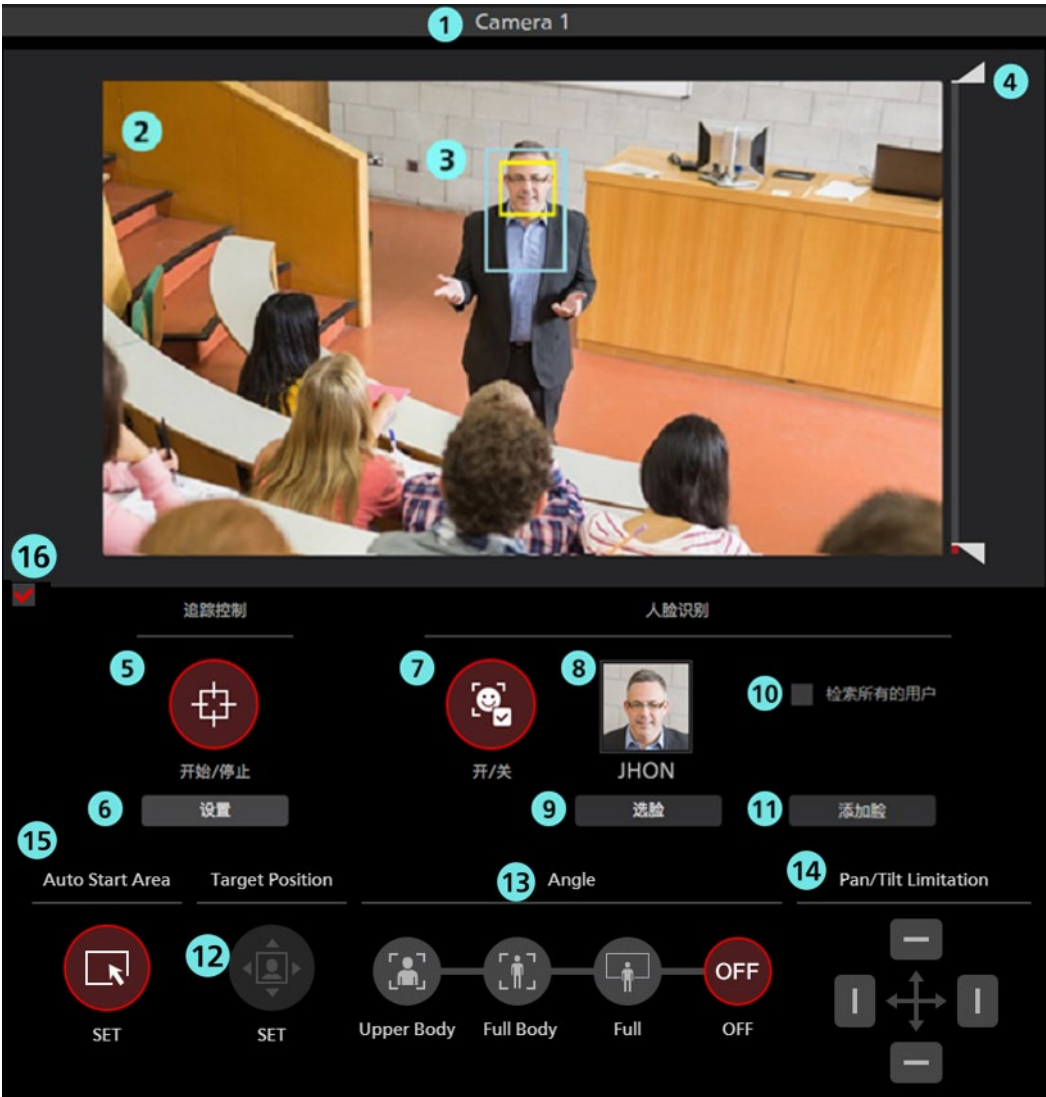 1 Camera 1
4
2
3
16
追踪控制
人脸识别
5
7
8
10 检索所有的用户
开始/停止
开/关
JHON
6 设置
9 选脸
11 添加脸
15
Auto Start Area
Target Position
13 Angle
14 Pan/Tilt Limitation
12
OFF
SET
SET
Upper Body
Full Body
Full
OFF